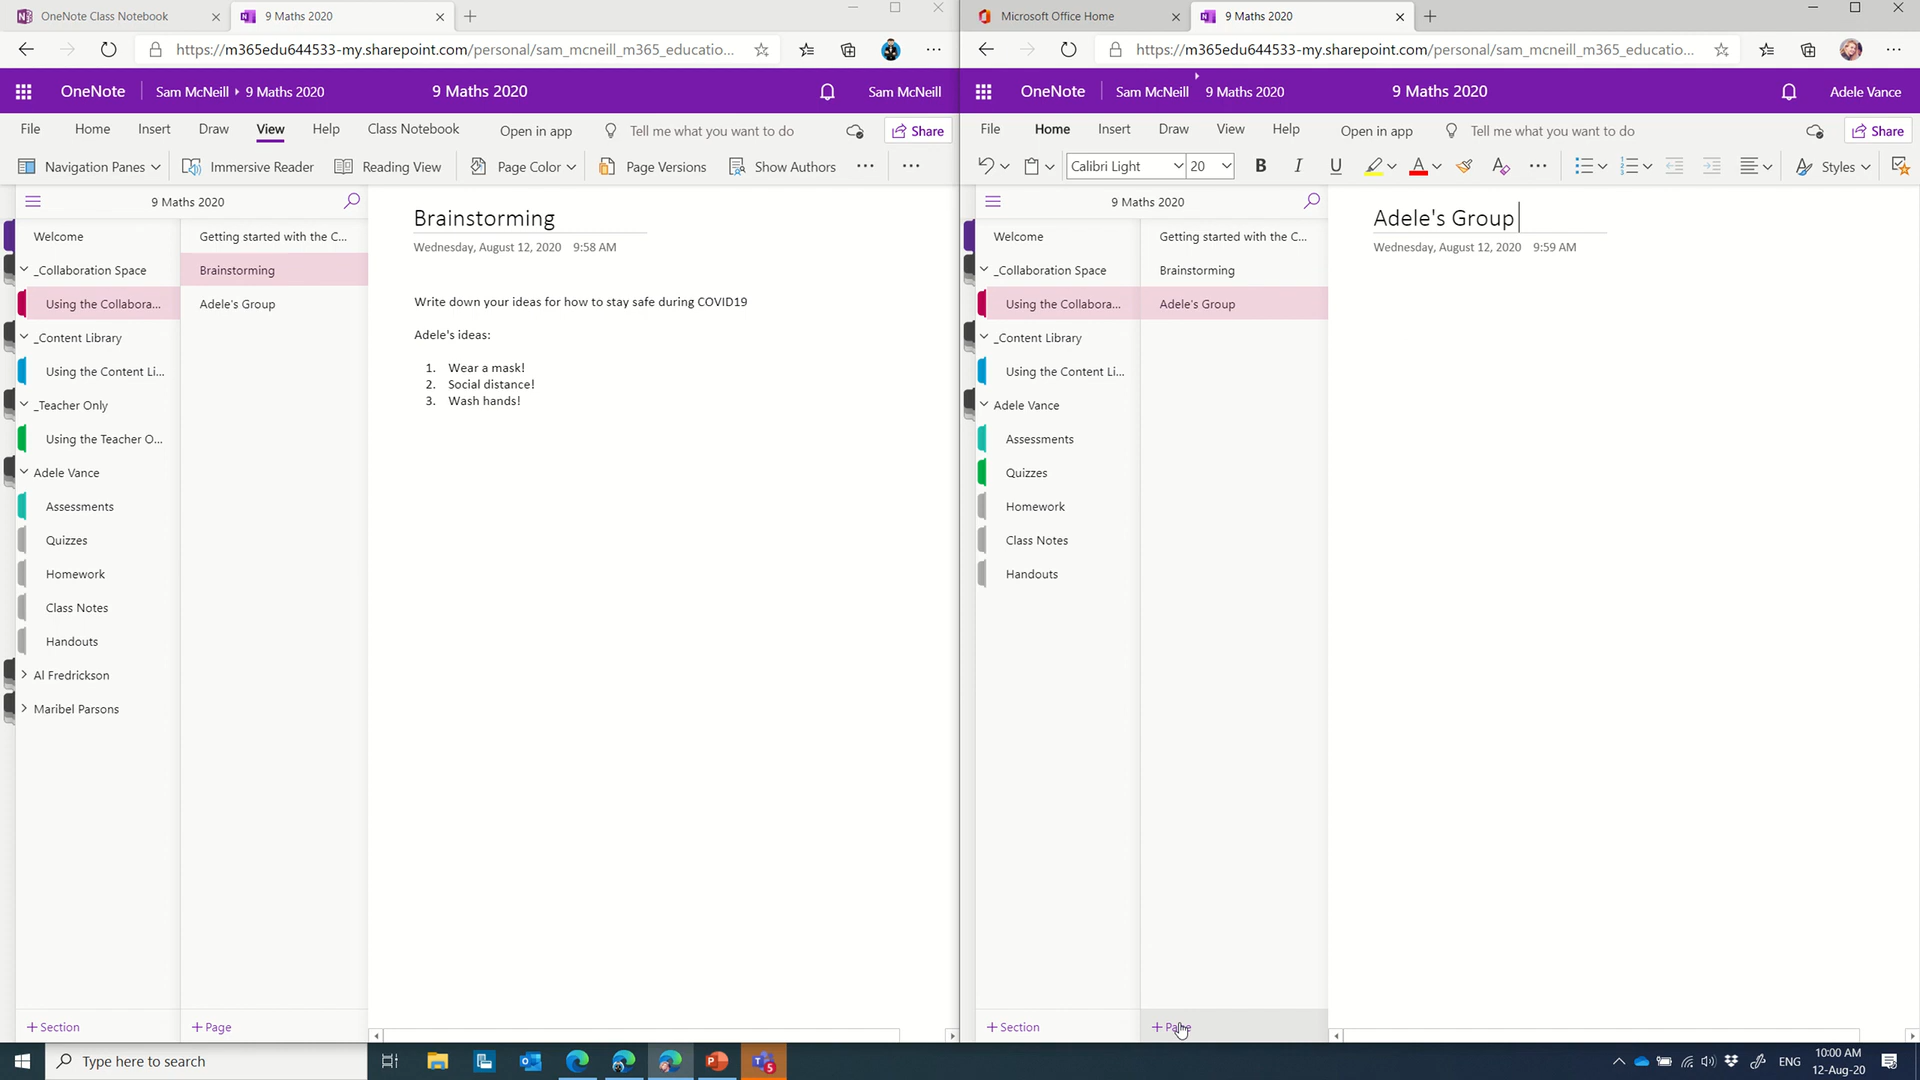 OneNote Class Notebook
9 Maths 2020
https://m365edu644533-my.sharepoint.com/personal/sam_mcneill_m365_educatio...
OneNote
Sam McNeill
9 Maths 2020
9 Maths 2020
Sam McNeill
File
Home
Insert
Draw
View
Help
Class Notebook
Open in app
Tell me what you want to do
Share
Navigation Panes
Immersive Reader
Reading View
Page Color
Page Versions
Show Authors
9 Maths 2020
Welcome
_Collaboration Space
Using the Collabora...
_Content Library
Using the Content Li...
_Teacher Only
Using the Teacher O...
Adele Vance
Assessments
Quizzes
Homework
Class Notes
Handouts
Al Fredrickson
Maribel Parsons
+ Section
Getting started with the C...
Brainstorming
Adele's Group
+ Page
Brainstorming
Wednesday, August 12, 2020 9:58 AM
Write down your ideas for how to stay safe during COVID19
Adele's ideas:
1. Wear a mask!
2. Social distance!
3. Wash hands!
Microsoft Office Home
9 Maths 2020
https://m365edu644533-my.sharepoint.com/personal/sam_mcneill_m365_educatio...
OneNote
Sam McNeill
9 Maths 2020
9 Maths 2020
Adele Vance
File
Home
Insert
Draw
View
Help
Open in app
Tell me what you want to do
Share
Calibri Light
20
B
I
U
A
Styles
9 Maths 2020
Welcome
_Collaboration Space
Using the Collabora...
_Content Library
Using the Content Li...
Adele Vance
Assessments
Quizzes
Homework
Class Notes
Handouts
+ Section
Getting started with the C...
Brainstorming
Adele's Group
+ Page
Adele's Group
Wednesday, August 12, 2020 9:59 AM
Type here to search
5
ENG
10:00 AM
12-Aug-20